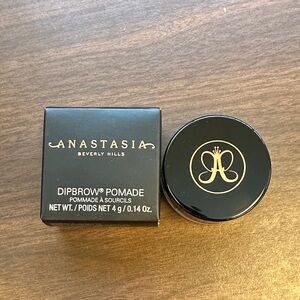 ANASTASIA
BEVERLY HILLS
DIPBROW® POMADE
POMMADE À SOURCILS
NET WT. / POIDS NET 4 g / 0.14 Oz.